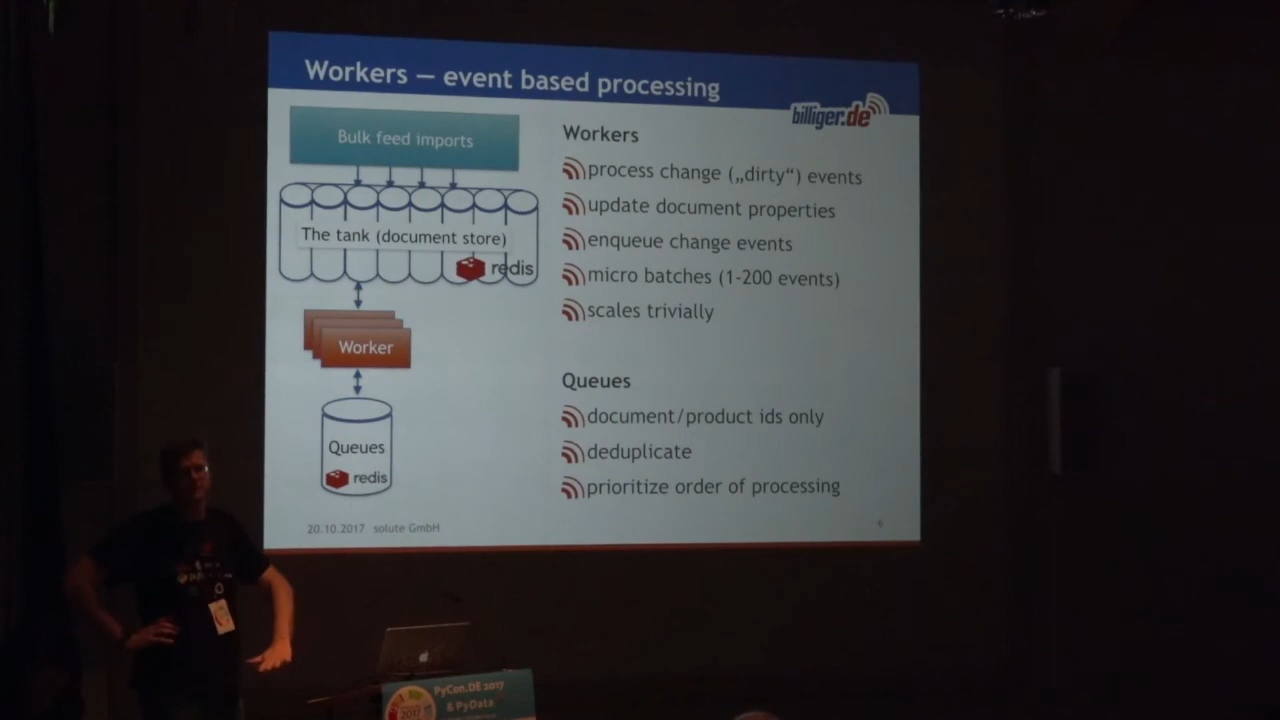 Workers — event based processing
billiger.de
Bulk feed imports
The tank (document store)
redis
Worker
Queues
redis
Workers
process change („dirty“) events
update document properties
enqueue change events
micro batches (1-200 events)
scales trivially
Queues
document/product ids only
deduplicate
prioritize order of processing
20.10.2017 solute GmbH
PyCon.DE 2017
& PyData
2017